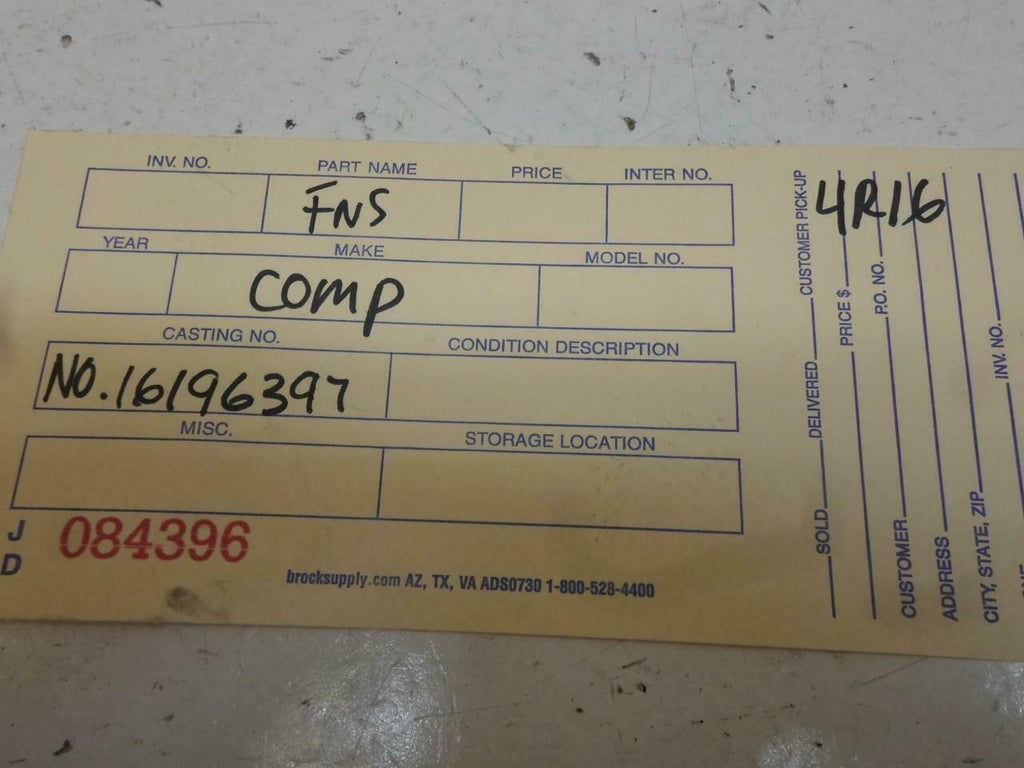 INV. NO. PART NAME PRICE INTER NO.
FNS
YEAR MAKE MODEL NO.
COMP
CASTING NO. CONDITION DESCRIPTION
NO. 16196397
MISC. STORAGE LOCATION
J
D
084396
brocksupply.com AZ, TX, VA ADS0730 1-800-528-4400
4R16
SOLD DELIVERED CUSTOMER PICK-UP
PRICE $
P.O. NO.
CUSTOMER
ADDRESS
CITY, STATE, ZIP
INV. NO.